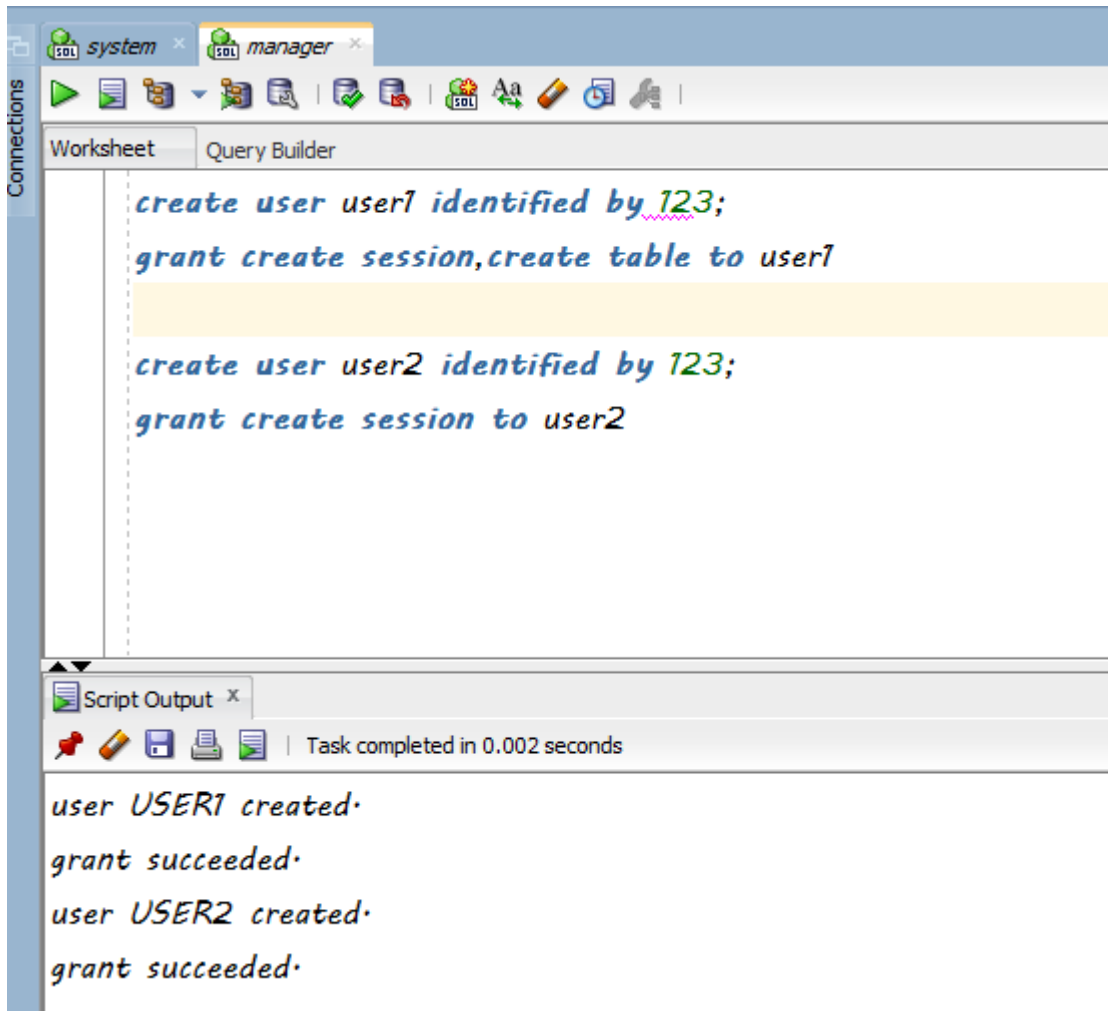 system
manager
Connections
Worksheet
Query Builder
create user user1 identified by 123;
grant create session,create table to user1
create user user2 identified by 123;
grant create session to user2
Script Output
Task completed in 0.002 seconds
user USER1 created.
grant succeeded.
user USER2 created.
grant succeeded.